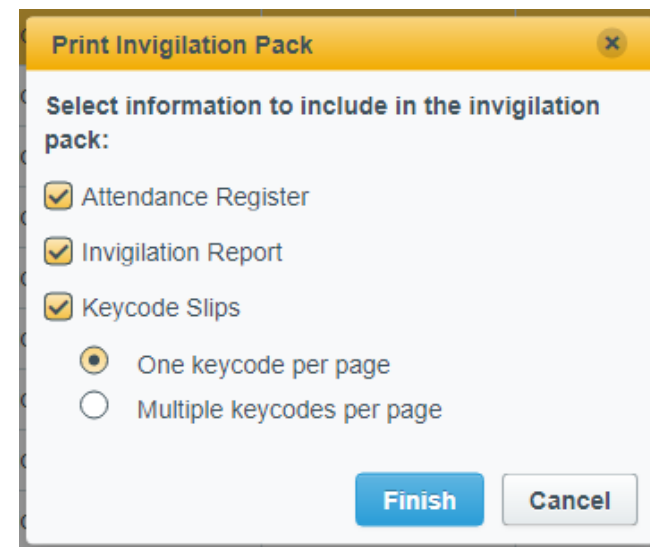 Print Invigilation Pack
Select information to include in the invigilation
pack:
Attendance Register
Invigilation Report
Keycode Slips
One keycode per page
Multiple keycodes per page
Finish Cancel